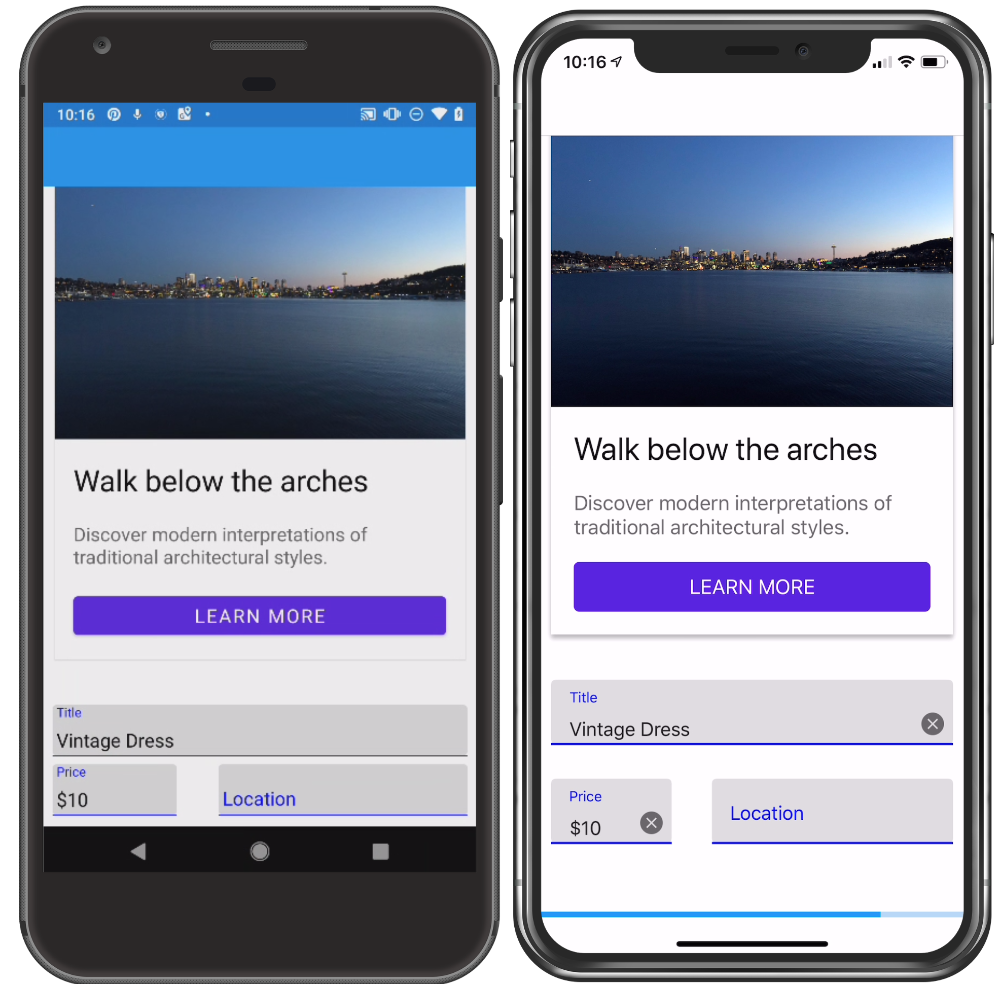 10:16
Walk below the arches
Discover modern interpretations of
traditional architectural styles.
LEARN MORE
Title
Vintage Dress
Price
$10
Location
10:16
Walk below the arches
Discover modern interpretations of
traditional architectural styles.
LEARN MORE
Title
Vintage Dress
Price
$10
Location